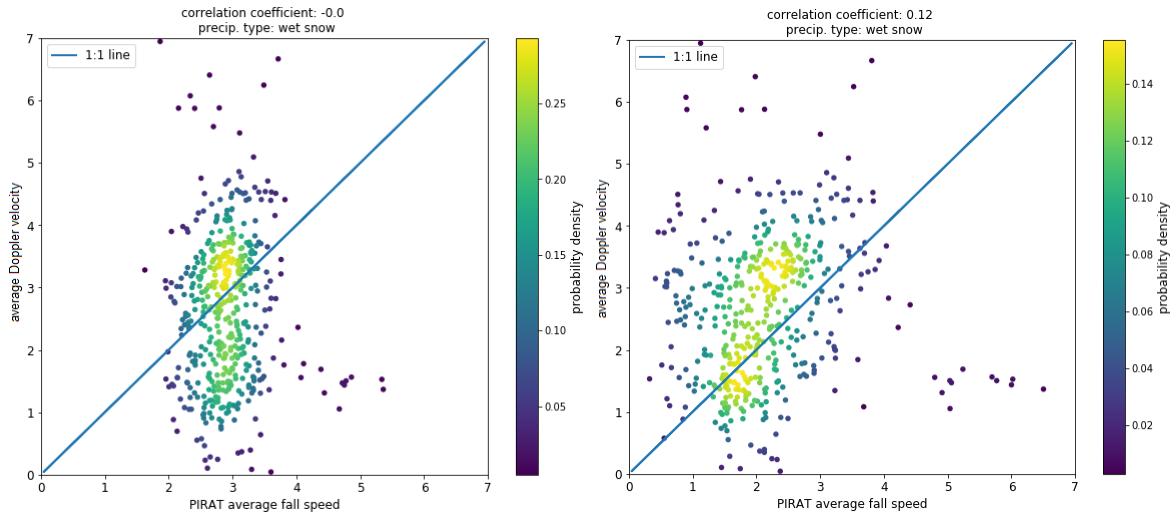 correlation coefficient: -0.0
precip. type: wet snow
1:1 line
7
6
5
4
3
2
1
0
average Doppler velocity
0 1 2 3 4 5 6 7
PIRAT average fall speed
0.25
0.20
0.15
0.10
0.05
probability density
correlation coefficient: 0.12
precip. type: wet snow
1:1 line
7
6
5
4
3
2
1
0
average Doppler velocity
0 1 2 3 4 5 6 7
PIRAT average fall speed
0.14
0.12
0.10
0.08
0.06
0.04
0.02
probability density